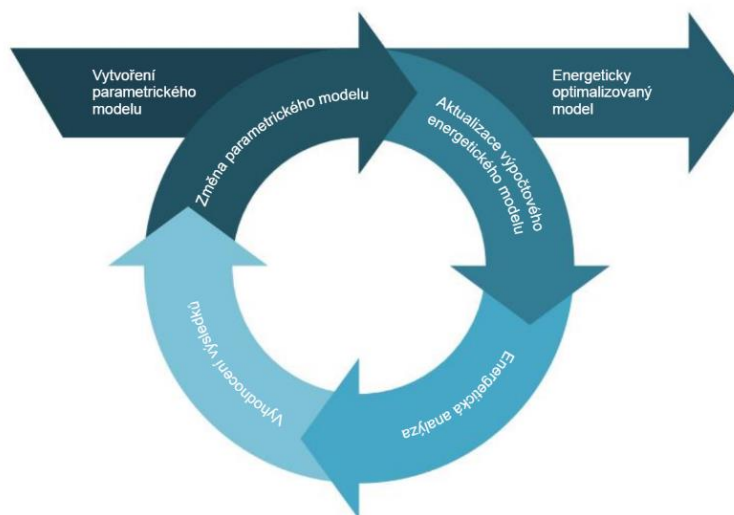 Vytvoření
parametrického
modelu
Změna parametrického modelu
Aktualizace výpočtového
energetického modelu
Energeticky
optimalizovaný
model
Energetická analýza
Vyhodnocení výsledků